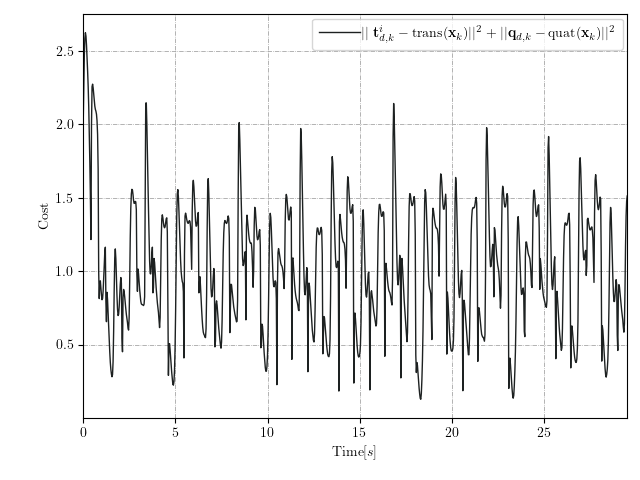 || t^i_{d,k} − trans(x_k)||^2 + ||q_{d,k} − quat(x_k)||^2
2.5
2.0
1.5
1.0
0.5
Cost
0 5 10 15 20 25
Time[s]